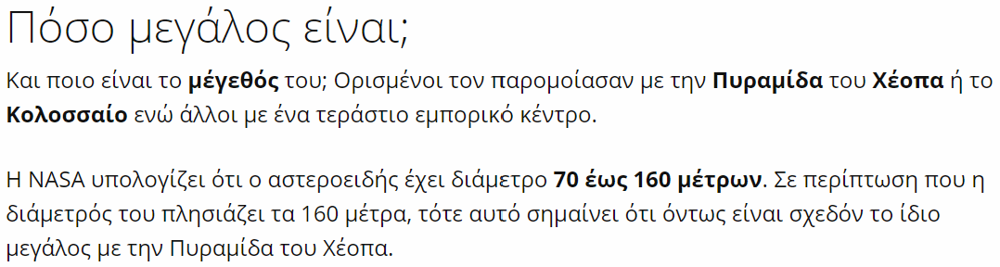 Πόσο μεγάλος είναι;
Και ποιο είναι το μέγεθός του; Ορισμένοι τον παρομοίασαν με την Πυραμίδα του Χέοπα ή το
Κολοσσαίο ενώ άλλοι με ένα τεράστιο εμπορικό κέντρο.
Η NASA υπολογίζει ότι ο αστεροειδής έχει διάμετρο 70 έως 160 μέτρων. Σε περίπτωση που η
διάμετρός του πλησιάζει τα 160 μέτρα, τότε αυτό σημαίνει ότι όντως είναι σχεδόν το ίδιο
μεγάλος με την Πυραμίδα του Χέοπα.